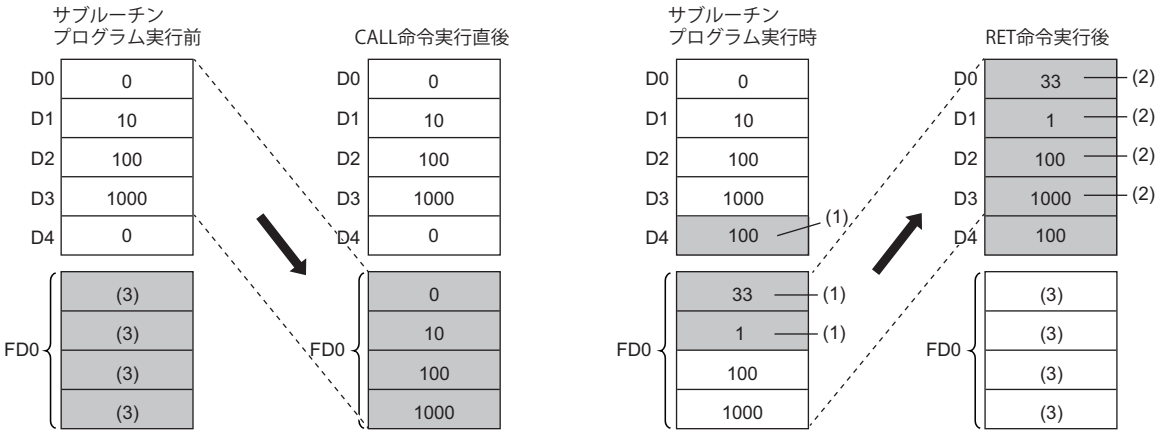 サブルーチン
プログラム実行前
D0 0
D1 10
D2 100
D3 1000
D4 0
FD0
(3)
(3)
(3)
(3)
CALL命令実行直後
D0 0
D1 10
D2 100
D3 1000
D4 0
FD0
0
10
100
1000
サブルーチン
プログラム実行時
D0 0
D1 10
D2 100
D3 1000
D4 100 (1)
FD0
33 (1)
1 (1)
100
1000
RET命令実行後
D0 33 (2)
D1 1 (2)
D2 100 (2)
D3 1000 (2)
D4 100
FD0
(3)
(3)
(3)
(3)